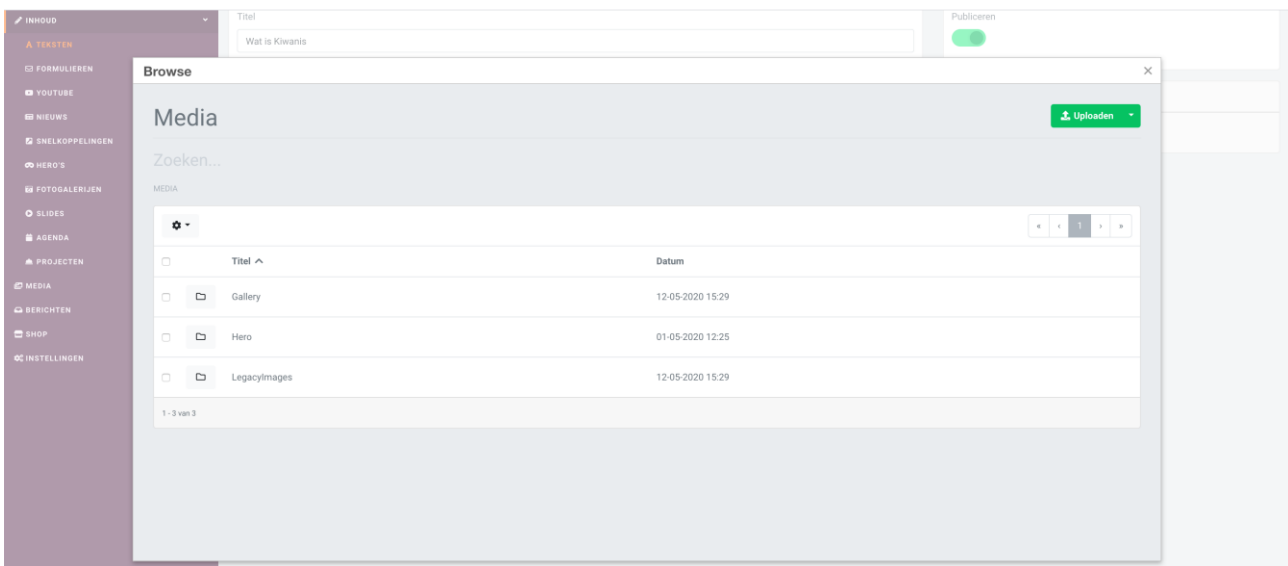 INHOUD
TEKSTEN
FORMULIEREN
YOUTUBE
NIEUWS
SNELKOPPELINGEN
HERO'S
FOTOGALERIJEN
SLIDES
AGENDA
PROJECTEN
MEDIA
BERICHTEN
SHOP
INSTELLINGEN
Titel
Wat is Kiwanis
Publiceren
Browse
Media
Uploaden
Zoeken...
MEDIA
« ‹ 1 › »
Titel Datum
Gallery 12-05-2020 15:29
Hero 01-05-2020 12:25
LegacyImages 12-05-2020 15:29
1 - 3 van 3